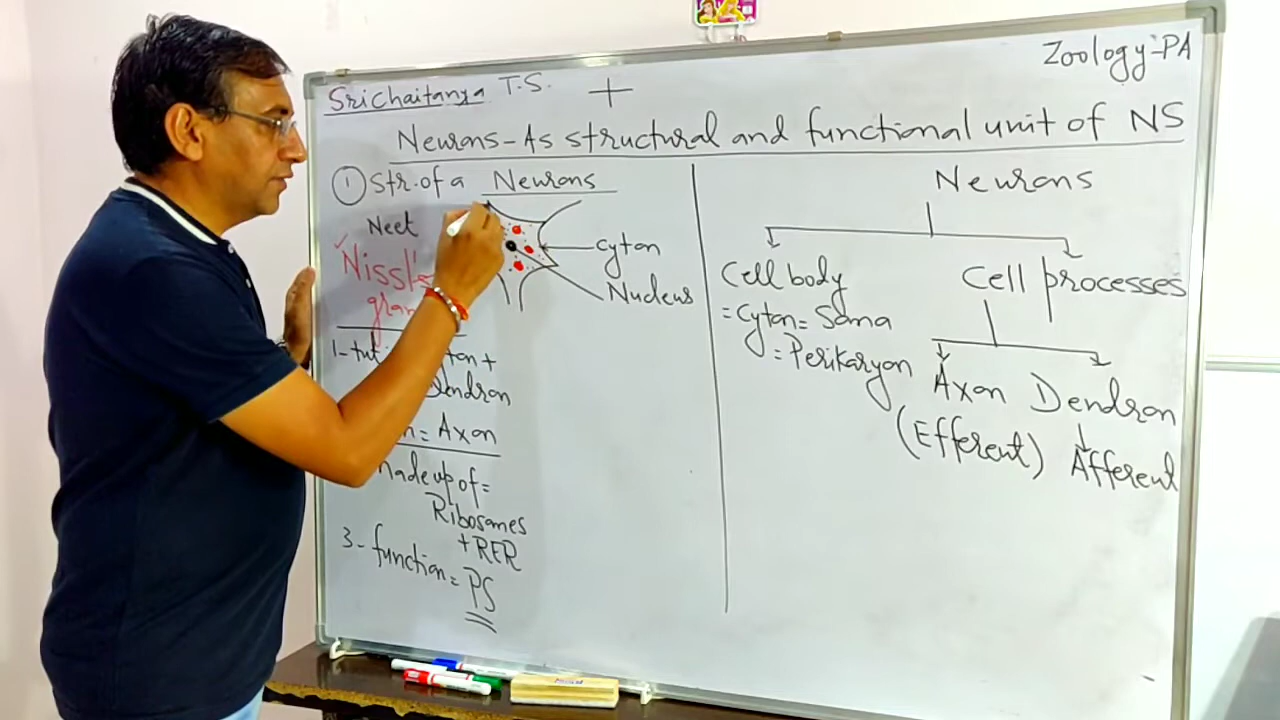 Srichaitanya T.S. +
Zoology-PA
Neurons-As structural and functional unit of NS
① Str. of a Neurons
Neet
Nissl's
Cyton
Nucleus
+
Dendron
= Axon
made up of=
Ribosomes
+RER
3- function=
PS
Neurons
Cell body
=Cyton= Soma
=Perikaryon
Cell processes
Axon Dendron
(Efferent) Afferent